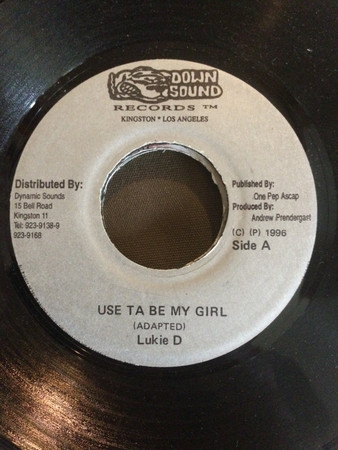 DOWN
SOUND
RECORDS TM
KINGSTON * LOS ANGELES
Distributed By:
Dynamic Sounds
15 Bell Road
Kingston 11
Tel: 923-9138-9
923-9168
Published By:
One Pep Ascap
Produced By:
Andrew Prendergant
(C) (P) 1996
Side A
USE TA BE MY GIRL
(ADAPTED)
Lukie D